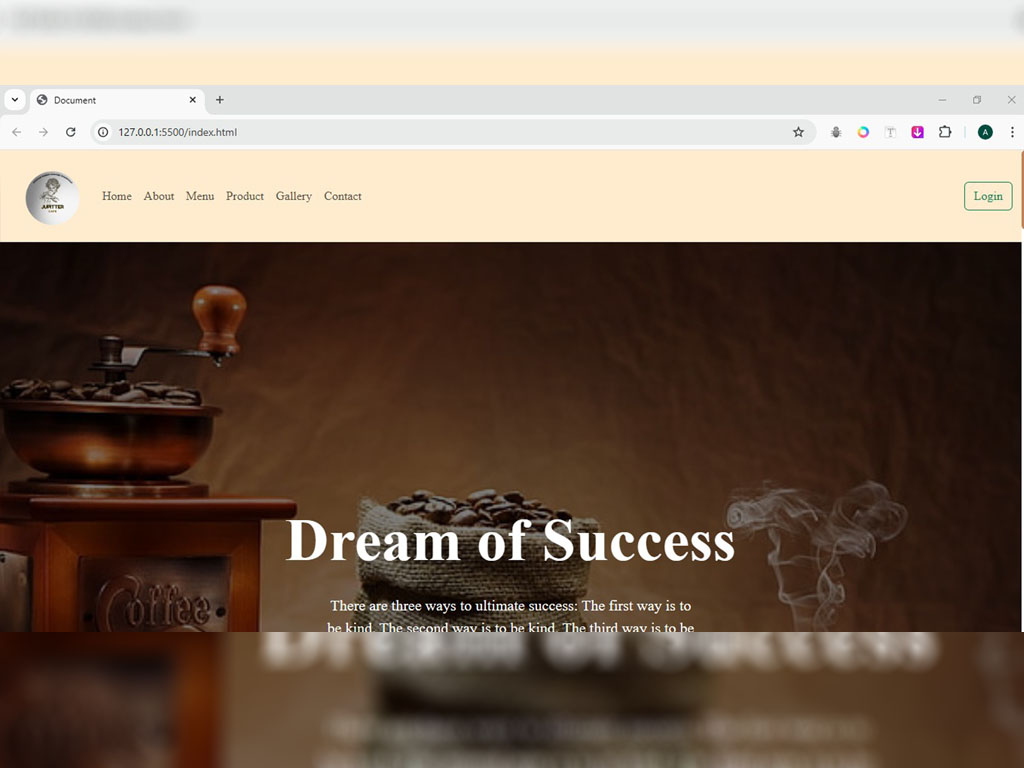 Document
127.0.0.1:5500/index.html
T
A
JUPITTER
CAFE
Home About Menu Product Gallery Contact
Login
Coffee
Dream of Success
There are three ways to ultimate success: The first way is to
be kind. The second way is to be kind. The third way is to be